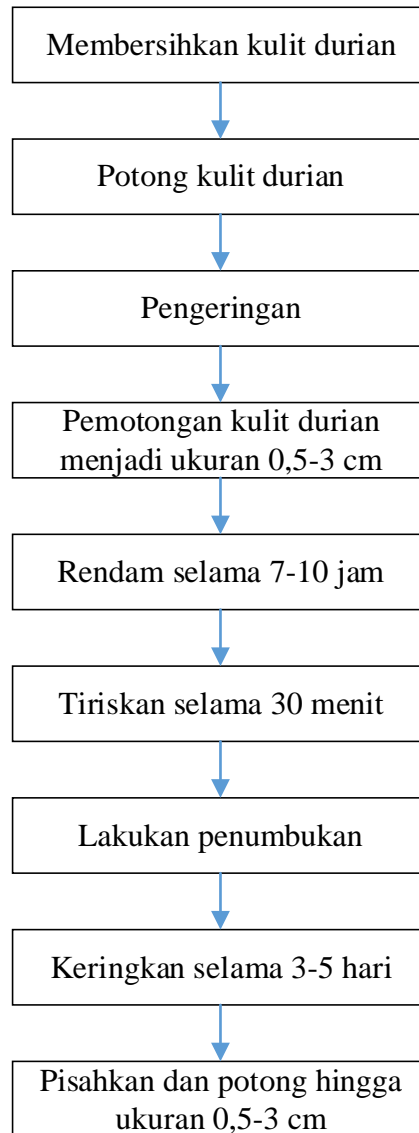 Membersihkan kulit durian
Potong kulit durian
Pengeringan
Pemotongan kulit durian
menjadi ukuran 0,5-3 cm
Rendam selama 7-10 jam
Tiriskan selama 30 menit
Lakukan penumbukan
Keringkan selama 3-5 hari
Pisahkan dan potong hingga
ukuran 0,5-3 cm